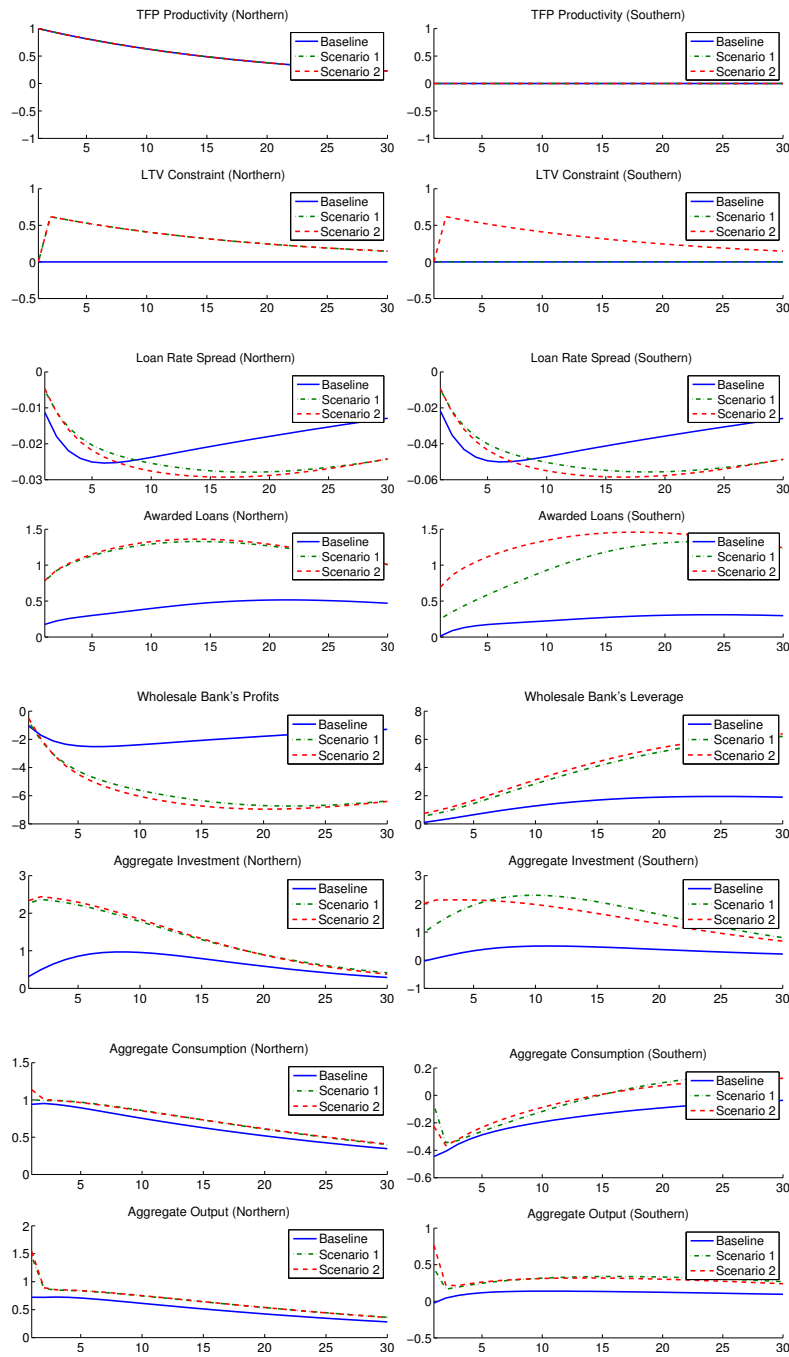 TFP Productivity (Northern)
1
0.5
0
−0.5
−1
5 10 15 20 25 30
Baseline
Scenario 1
Scenario 2
TFP Productivity (Southern)
1
0.5
0
−0.5
−1
5 10 15 20 25 30
Baseline
Scenario 1
Scenario 2
LTV Constraint (Northern)
1
0.5
0
−0.5
5 10 15 20 25 30
Baseline
Scenario 1
Scenario 2
LTV Constraint (Southern)
1
0.5
0
−0.5
5 10 15 20 25 30
Baseline
Scenario 1
Scenario 2
Loan Rate Spread (Northern)
0
−0.01
−0.02
−0.03
5 10 15 20 25 30
Baseline
Scenario 1
Scenario 2
Loan Rate Spread (Southern)
0
−0.02
−0.04
−0.06
5 10 15 20 25 30
Baseline
Scenario 1
Scenario 2
Awarded Loans (Northern)
1.5
1
0.5
0
5 10 15 20 25 30
Baseline
Scenario 1
Scenario 2
Awarded Loans (Southern)
1.5
1
0.5
0
5 10 15 20 25 30
Baseline
Scenario 1
Scenario 2
Wholesale Bank's Profits
0
−2
−4
−6
−8
5 10 15 20 25 30
Baseline
Scenario 1
Scenario 2
Wholesale Bank's Leverage
8
6
4
2
0
5 10 15 20 25 30
Baseline
Scenario 1
Scenario 2
Aggregate Investment (Northern)
3
2
1
0
5 10 15 20 25 30
Baseline
Scenario 1
Scenario 2
Aggregate Investment (Southern)
3
2
1
0
−1
5 10 15 20 25 30
Baseline
Scenario 1
Scenario 2
Aggregate Consumption (Northern)
1.5
1
0.5
0
5 10 15 20 25 30
Baseline
Scenario 1
Scenario 2
Aggregate Consumption (Southern)
0.2
0
−0.2
−0.4
−0.6
5 10 15 20 25 30
Baseline
Scenario 1
Scenario 2
Aggregate Output (Northern)
2
1.5
1
0.5
0
5 10 15 20 25 30
Baseline
Scenario 1
Scenario 2
Aggregate Output (Southern)
1
0.5
0
−0.5
5 10 15 20 25 30
Baseline
Scenario 1
Scenario 2